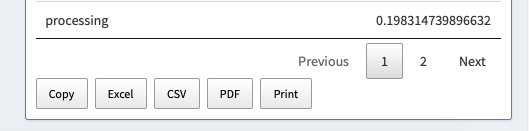 processing 0.198314739896632
Previous 1 2 Next
Copy Excel CSV PDF Print